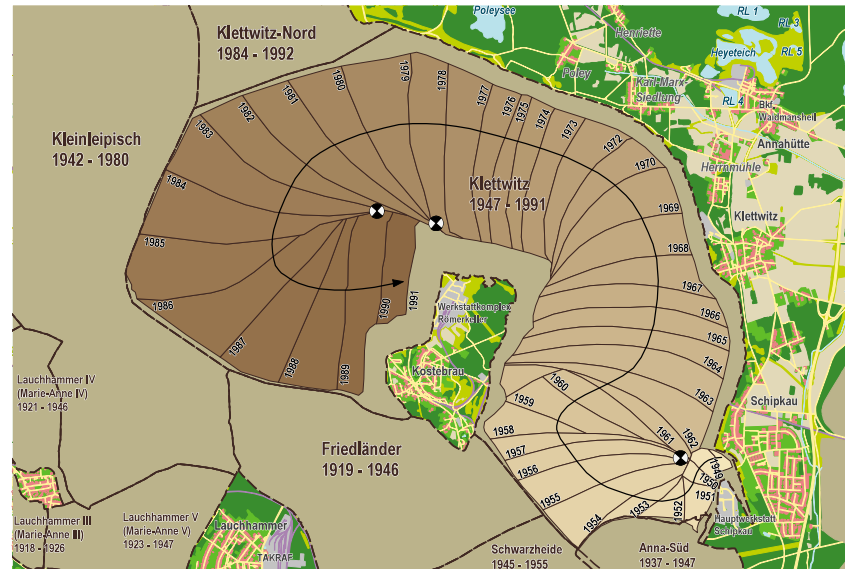 Poleysee
RL 1
RL 3
Klettwitz-Nord
1984 - 1992
Henriette
Heyeteich
RL 5
Poley
Karl-Marx-
Siedlung
RL 4
Bkf.
Waidmansheil
Annahütte
Herrnmühle
Kleinleipisch
1942 - 1980
Klettwitz
1947 - 1991
Klettwitz
1979
1978
1977
1976
1975
1974
1973
1972
1970
1969
1968
1967
1966
1965
1964
1963
1962
1961
1960
1959
1958
1957
1956
1955
1954
1953
1952
1951
1950
1949
1980
1981
1982
1983
1984
1985
1986
1987
1988
1989
1990
1991
Werkstattkomplex
Römerkeller
Kostebrau
Schipkau
Lauchhammer IV
(Marie-Anne IV)
1921 - 1946
Friedländer
1919 - 1946
Lauchhammer III
(Marie-Anne III)
1918 - 1926
Lauchhammer V
(Marie-Anne V)
1923 - 1947
Lauchhammer
TAKRAF
Hauptwerkstatt
Schipkau
Schwarzheide
1945 - 1955
Anna-Süd
1937 - 1947